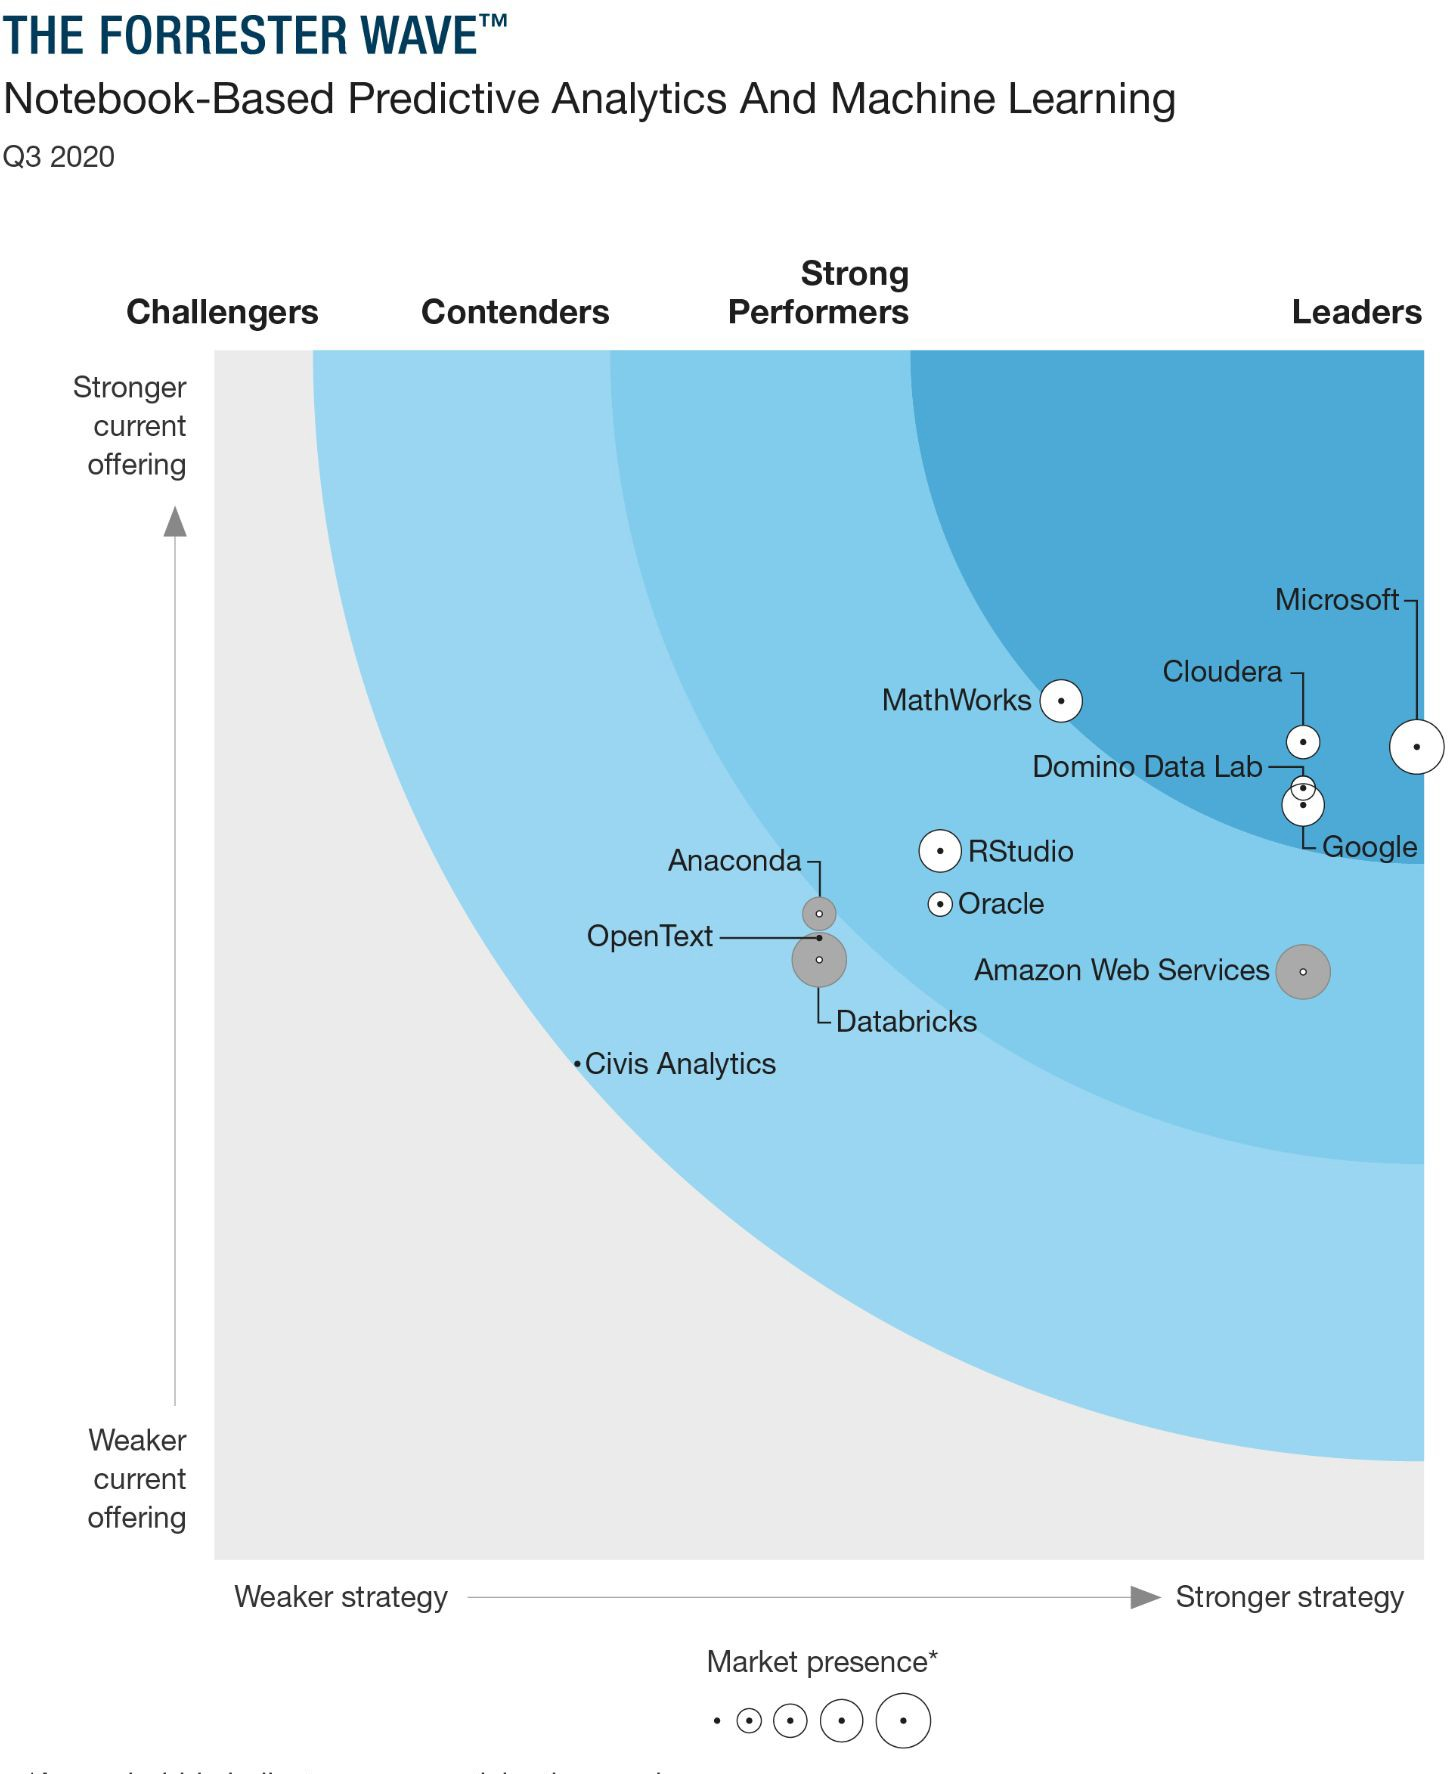 THE FORRESTER WAVE™
Notebook-Based Predictive Analytics And Machine Learning
Q3 2020
Strong
Challengers Contenders Performers Leaders
Stronger
current
offering
Microsoft
Cloudera
MathWorks
Domino Data Lab
Google
RStudio
Anaconda
Oracle
OpenText
Amazon Web Services
Databricks
Civis Analytics
Weaker
current
offering
Weaker strategy Stronger strategy
Market presence*